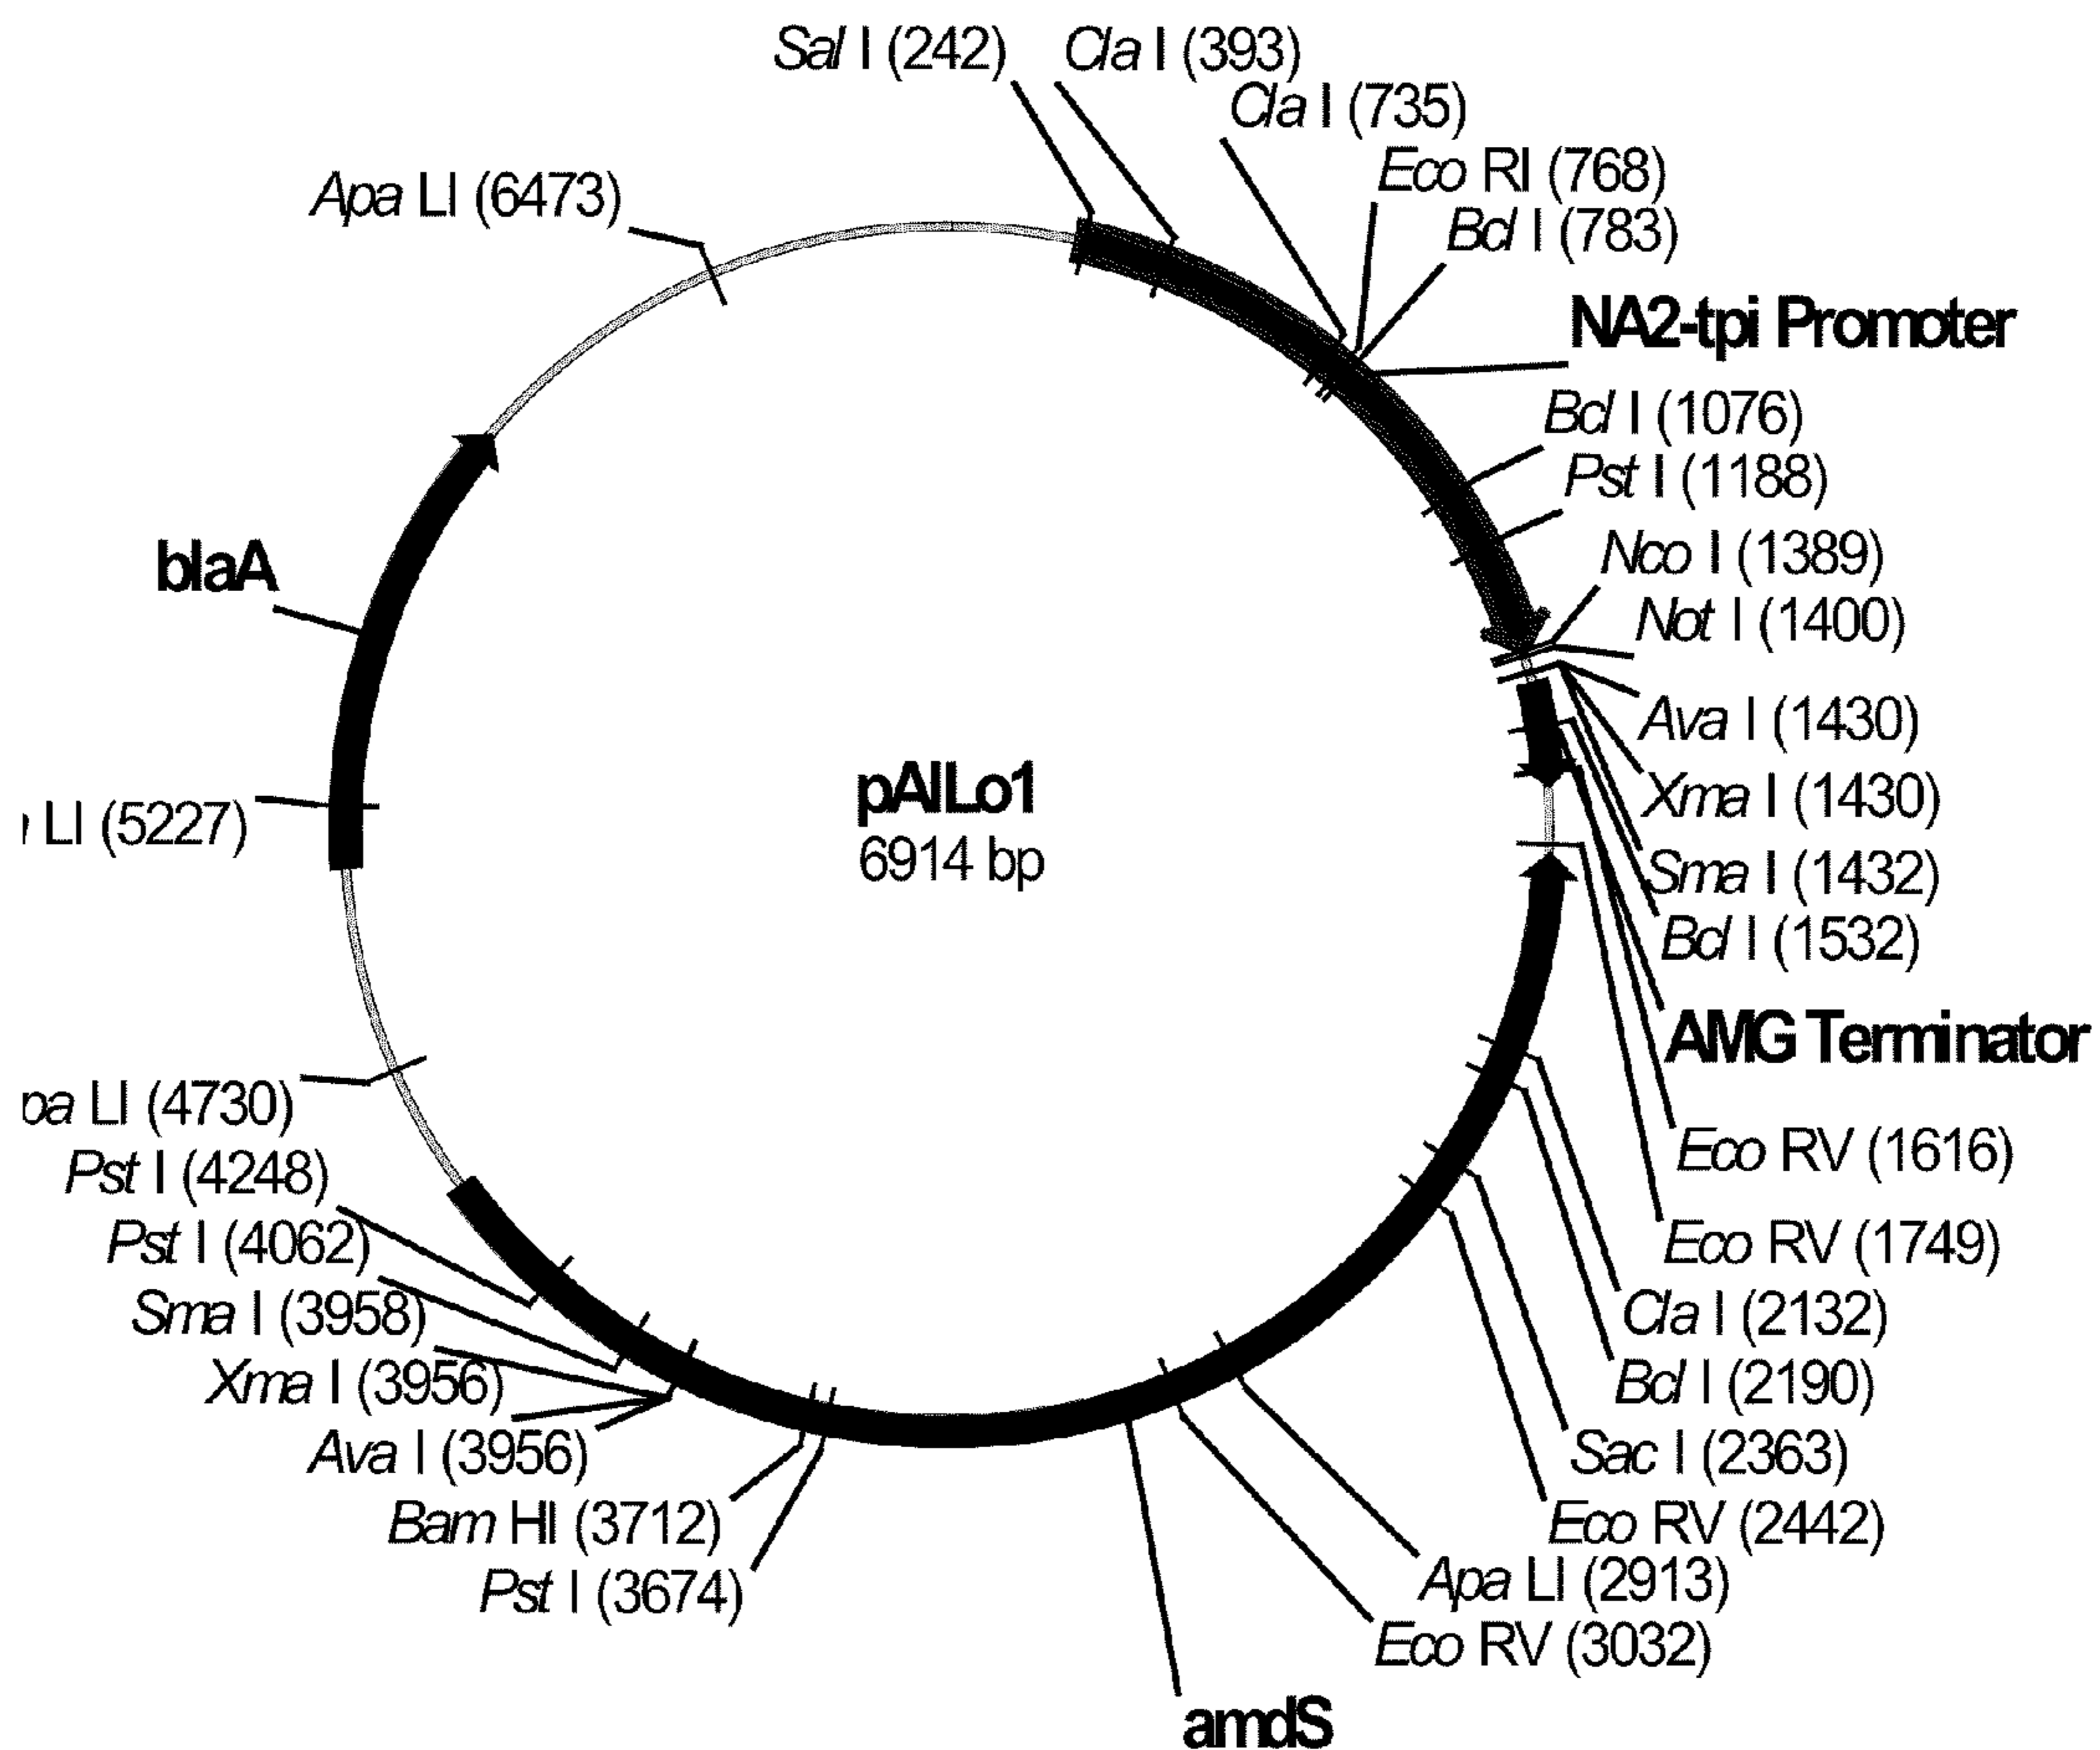 Sal I (242)
Cla I (393)
Cla I (735)
Eco RI (768)
Bcl I (783)
NA2-tpi Promoter
Bcl I (1076)
Pst I (1188)
Nco I (1389)
Not I (1400)
Ava I (1430)
Xma I (1430)
Sma I (1432)
Bcl I (1532)
AMG Terminator
Eco RV (1616)
Eco RV (1749)
Cla I (2132)
Bcl I (2190)
Sac I (2363)
Eco RV (2442)
Apa LI (2913)
Eco RV (3032)
amdS
Pst I (3674)
Bam HI (3712)
Ava I (3956)
Xma I (3956)
Sma I (3958)
Pst I (4062)
Pst I (4248)
pa LI (4730)
LI (5227)
blaA
Apa LI (6473)
pAILo1
6914 bp